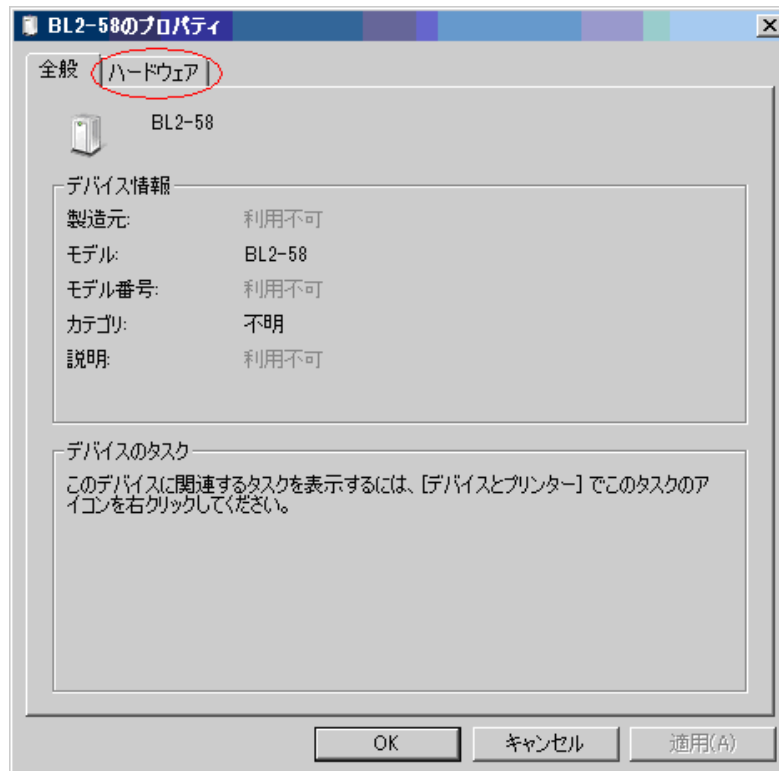 BL2-58のプロパティ
全般 ハードウェア
BL2-58
デバイス情報
製造元: 利用不可
モデル: BL2-58
モデル番号: 利用不可
カテゴリ: 不明
説明: 利用不可
デバイスのタスク
このデバイスに関連するタスクを表示するには、[デバイスとプリンター] でこのタスクのア
イコンを右クリックしてください。
OK キャンセル 適用(A)